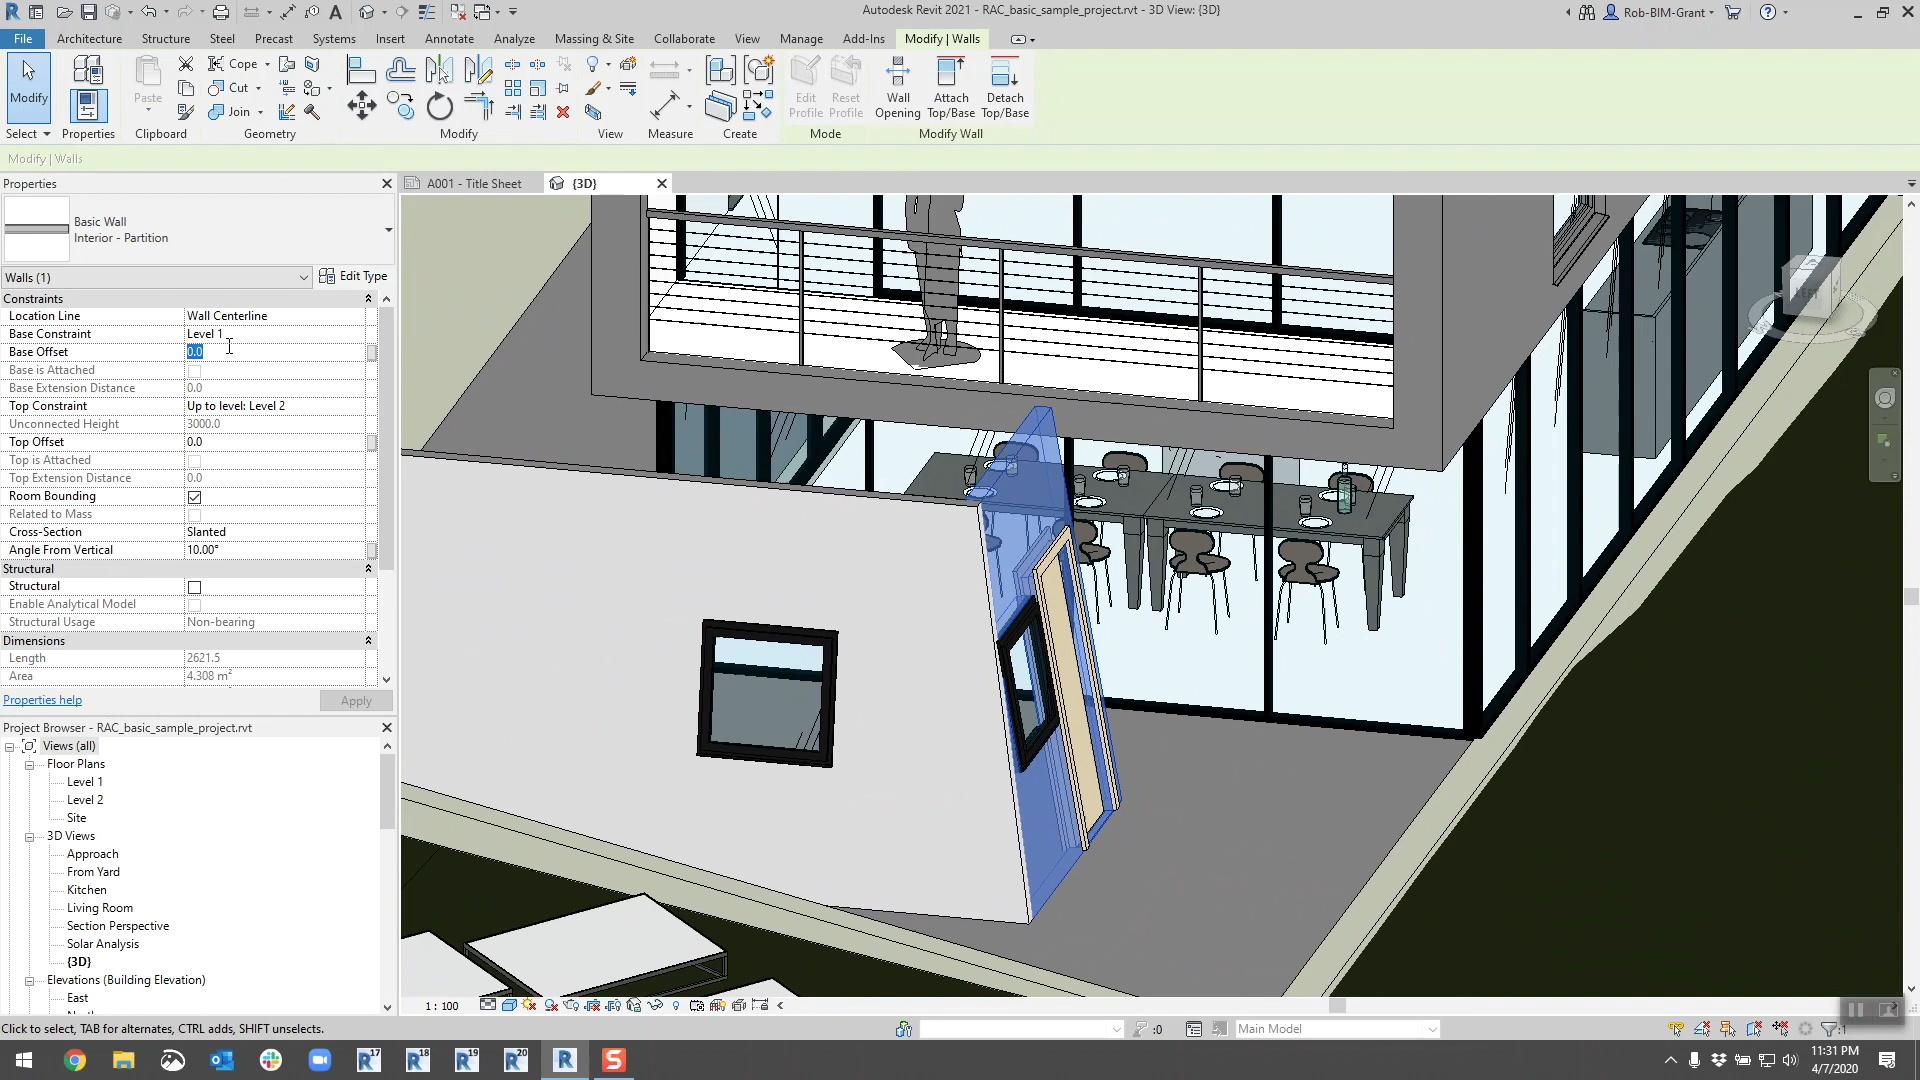 Autodesk Revit 2021 - RAC_basic_sample_project.rvt - 3D View: {3D}
Rob-BIM-Grant
File Architecture Structure Steel Precast Systems Insert Annotate Analyze Massing & Site Collaborate View Manage Add-Ins Modify | Walls
Modify
Paste
Cope
Cut
Join
Edit Profile
Reset Profile
Wall Opening
Attach Top/Base
Detach Top/Base
Select Properties Clipboard Geometry Modify View Measure Create Mode Modify Wall
Modify | Walls
Properties
A001 - Title Sheet
{3D}
Basic Wall
Interior - Partition
Walls (1)
Edit Type
Constraints
Location Line Wall Centerline
Base Constraint Level 1
Base Offset 0.0
Base is Attached
Base Extension Distance 0.0
Top Constraint Up to level: Level 2
Unconnected Height 3000.0
Top Offset 0.0
Top is Attached
Top Extension Distance 0.0
Room Bounding
Related to Mass
Cross-Section Slanted
Angle From Vertical 10.00°
Structural
Structural
Enable Analytical Model
Structural Usage Non-bearing
Dimensions
Length 2621.5
Area 4.308 m²
Properties help
Apply
Project Browser - RAC_basic_sample_project.rvt
Views (all)
Floor Plans
Level 1
Level 2
Site
3D Views
Approach
From Yard
Kitchen
Living Room
Section Perspective
Solar Analysis
{3D}
Elevations (Building Elevation)
East
LEFT
1 : 100
Click to select, TAB for alternates, CTRL adds, SHIFT unselects.
:0
Main Model
:1
R17 R18 R19 R20 R S
11:31 PM
4/7/2020